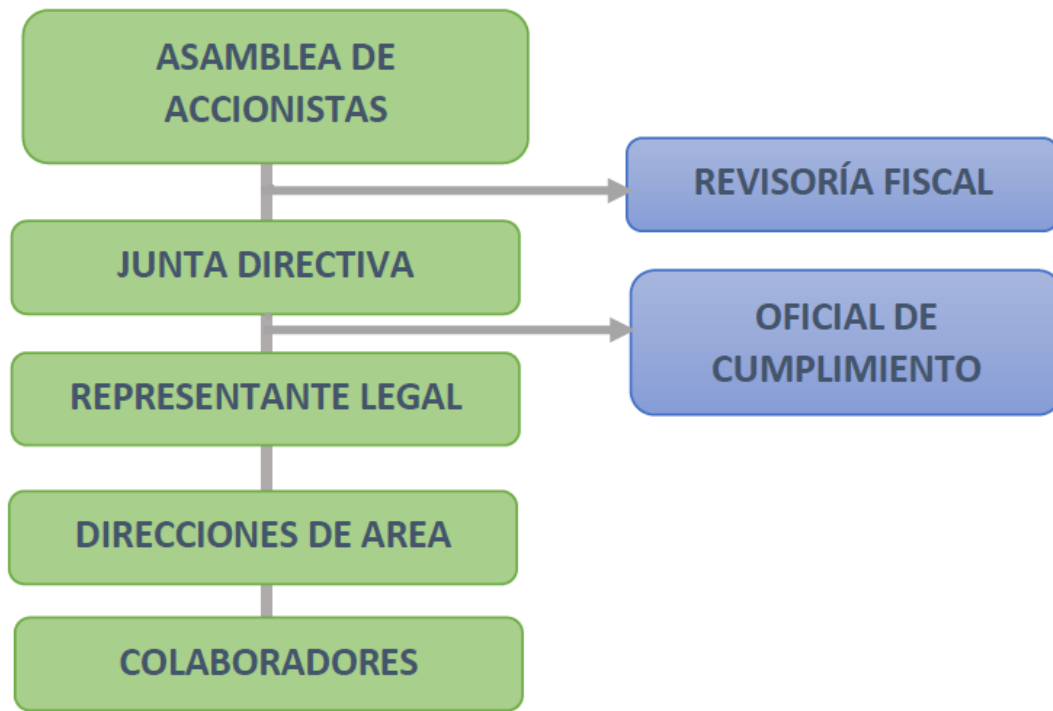 ASAMBLEA DE
ACCIONISTAS
REVISORÍA FISCAL
JUNTA DIRECTIVA
OFICIAL DE
CUMPLIMIENTO
REPRESENTANTE LEGAL
DIRECCIONES DE AREA
COLABORADORES